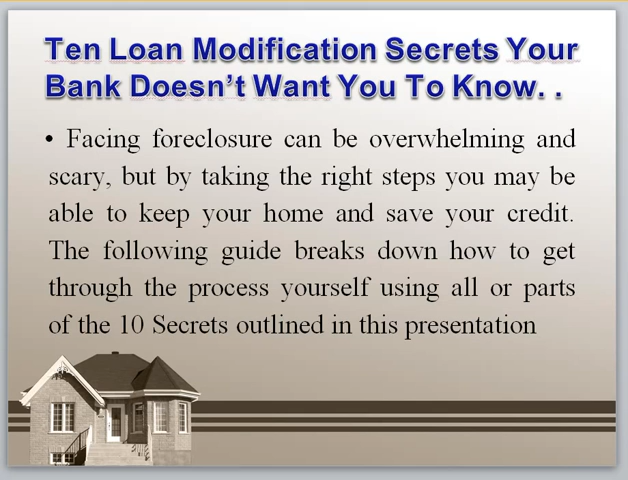 Ten Loan Modification Secrets Your
Bank Doesn’t Want You To Know. .
• Facing foreclosure can be overwhelming and
scary, but by taking the right steps you may be
able to keep your home and save your credit.
The following guide breaks down how to get
through the process yourself using all or parts
of the 10 Secrets outlined in this presentation